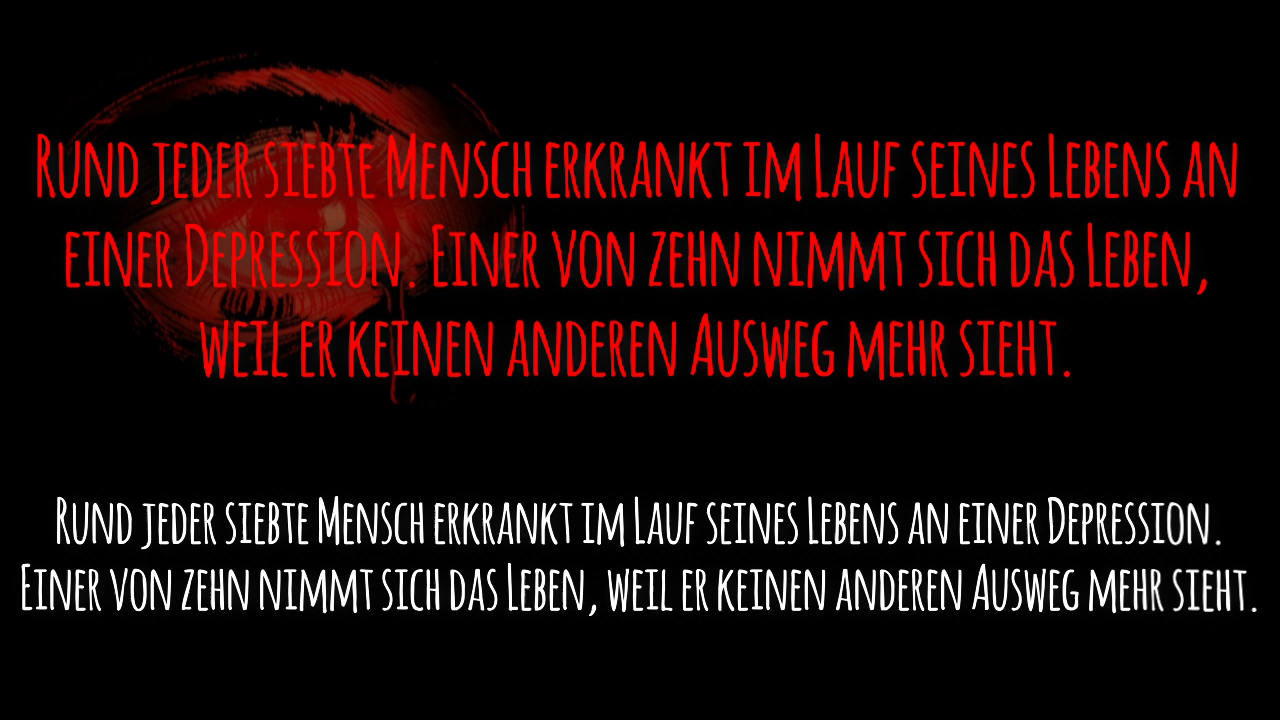 Rund jeder siebte Mensch erkrankt im Lauf seines Lebens an
einer Depression. Einer von zehn nimmt sich das Leben,
weil er keinen anderen Ausweg mehr sieht.
Rund jeder siebte Mensch erkrankt im Lauf seines Lebens an einer Depression.
Einer von zehn nimmt sich das Leben, weil er keinen anderen Ausweg mehr sieht.